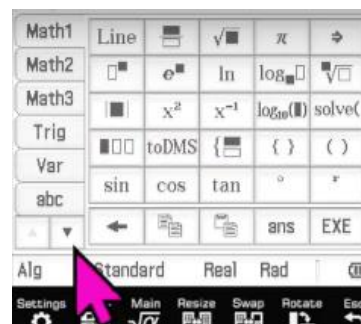 Math1 Line √■ π ⇒
Math2 □■ e■ ln log■□ ■√□
Math3 |■| x² x⁻¹ log₁₀(■) solve(
Trig ■□□ toDMS {■ { } ( )
Var
abc sin cos tan ° r
▲ ▼ ← ans EXE
Alg Standard Real Rad
Settings Main Resize Swap Rotate Esc